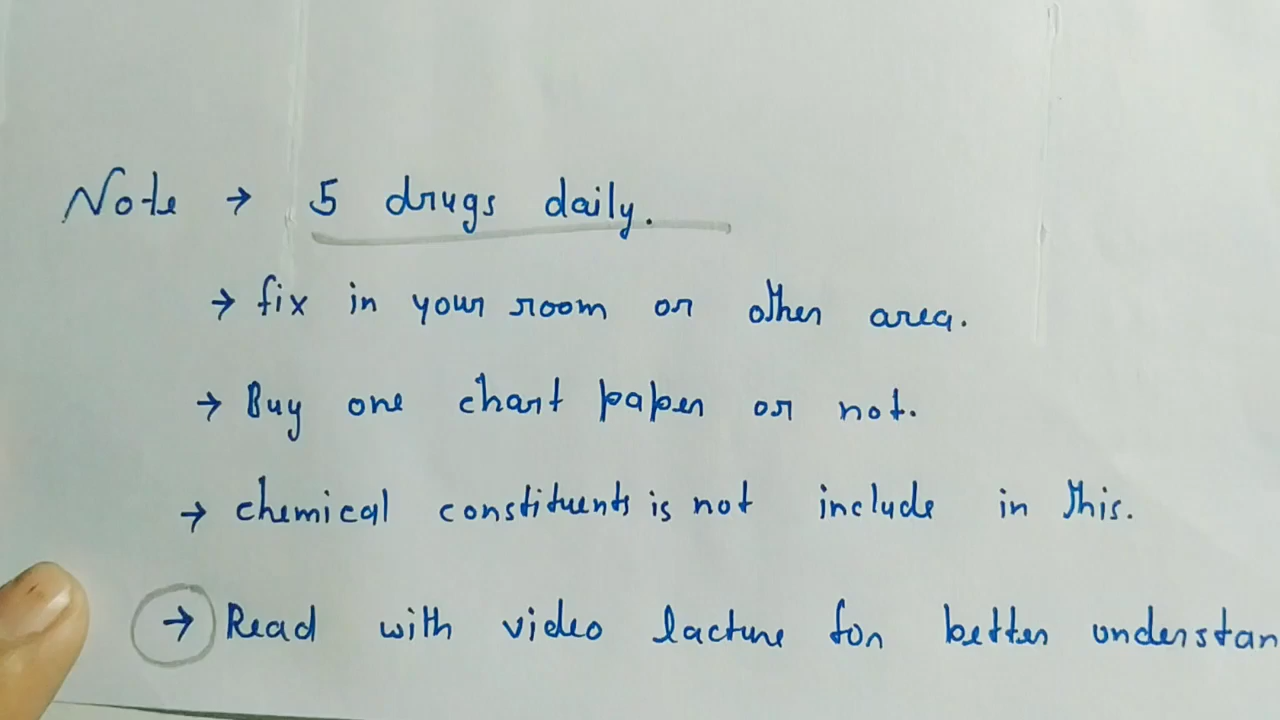 Note → 5 drugs daily.
→ fix in your room or other area.
→ Buy one chart paper or not.
→ chemical constituents is not include in this.
→ Read with video lacture for better understan